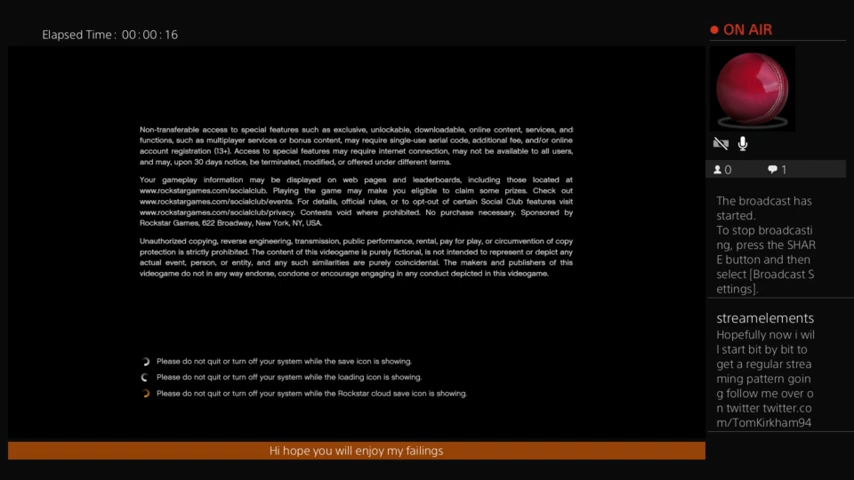 Elapsed Time : 00:00:16
ON AIR
Non-transferable access to special features such as exclusive, unlockable, downloadable, online content, services, and
functions, such as multiplayer services or bonus content, may require single-use serial code, additional fee, and/or online
account registration (13+). Access to special features may require internet connection, may not be available to all users,
and may, upon 30 days notice, be terminated, modified, or offered under different terms.
Your gameplay information may be displayed on web pages and leaderboards, including those located at
www.rockstargames.com/socialclub. Playing the game may make you eligible to claim some prizes. Check out
www.rockstargames.com/socialclub/events. For details, official rules, or to opt-out of certain Social Club features visit
www.rockstargames.com/socialclub/privacy. Contests void where prohibited. No purchase necessary. Sponsored by
Rockstar Games, 622 Broadway, New York, NY, USA.
Unauthorized copying, reverse engineering, transmission, public performance, rental, pay for play, or circumvention of copy
protection is strictly prohibited. The content of this videogame is purely fictional, is not intended to represent or depict any
actual event, person, or entity, and any such similarities are purely coincidental. The makers and publishers of this
videogame do not in any way endorse, condone or encourage engaging in any conduct depicted in this videogame.
Please do not quit or turn off your system while the save icon is showing.
Please do not quit or turn off your system while the loading icon is showing.
Please do not quit or turn off your system while the Rockstar cloud save icon is showing.
Hi hope you will enjoy my failings
0
1
The broadcast has
started.
To stop broadcasti
ng, press the SHAR
E button and then
select [Broadcast S
ettings].
streamelements
Hopefully now i wil
l start bit by bit to
get a regular strea
ming pattern goin
g follow me over o
n twitter twitter.co
m/TomKirkham94